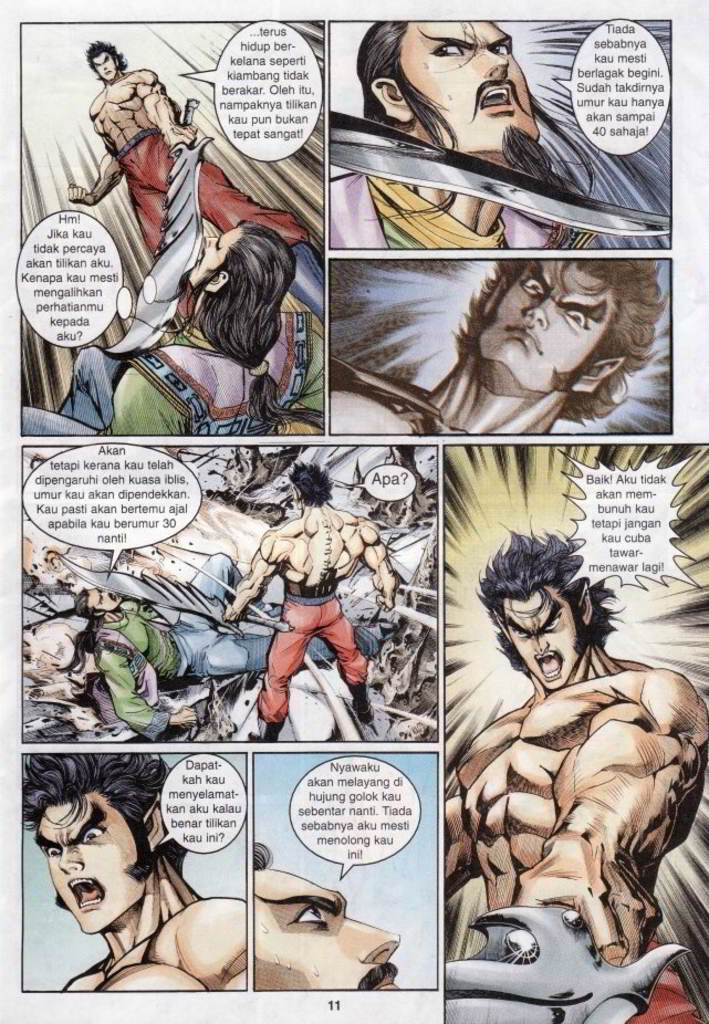 ...terus
hidup ber-
kelana seperti
kiambang tidak
berakar. Oleh itu,
nampaknya tilikan
kau pun bukan
tepat sangat!
Hm!
Jika kau
tidak percaya
akan tilikan aku.
Kenapa kau mesti
mengalihkan
perhatianmu
kepada
aku?
Tiada
sebabnya
kau mesti
berlagak begini.
Sudah takdirnya
umur kau hanya
akan sampai
40 sahaja!
Akan
tetapi kerana kau telah
dipengaruhi oleh kuasa iblis,
umur kau akan dipendekkan.
Kau pasti akan bertemu ajal
apabila kau berumur 30
nanti!
Apa?
Baik! Aku tidak
akan mem-
bunuh kau
tetapi jangan
kau cuba
tawar-
menawar lagi!
Dapat-
kah kau
menyelamat-
kan aku kalau
benar tilikan
kau ini?
Nyawaku
akan melayang di
hujung golok kau
sebentar nanti. Tiada
sebabnya aku mesti
menolong kau
ini!
11